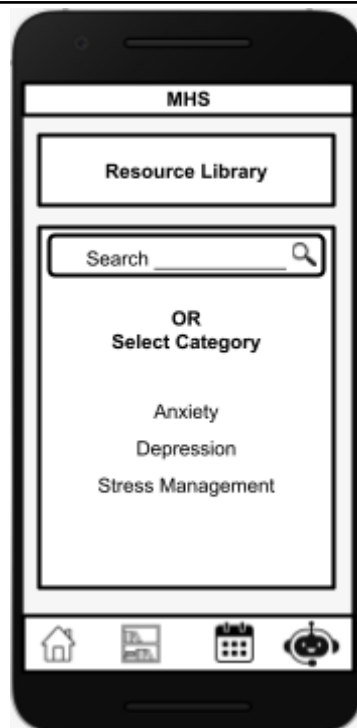 MHS
Resource Library
Search
OR
Select Category
Anxiety
Depression
Stress Management